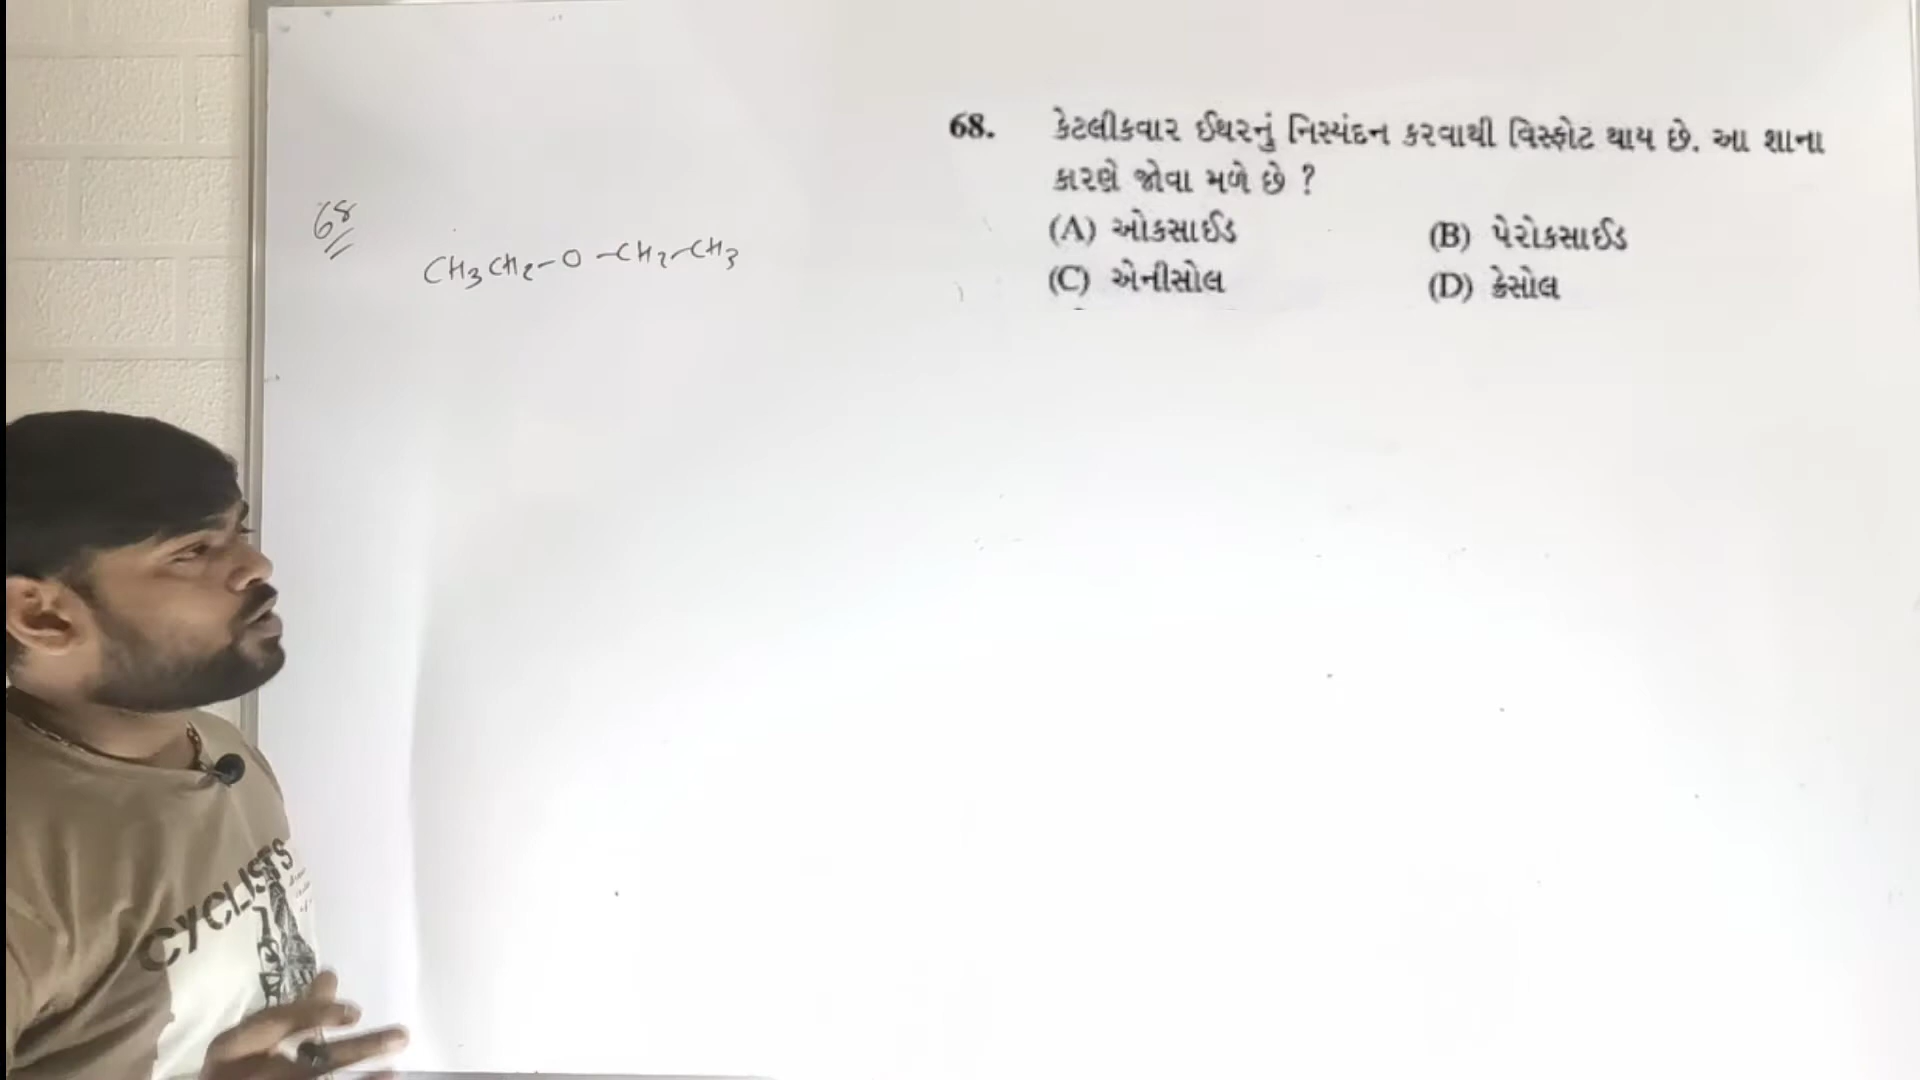 68. કેટલીકવાર ઈથરનું નિસ્યંદન કરવાથી વિસ્ફોટ થાય છે. આ શાના
કારણે જોવા મળે છે ?
(A) ઓક્સાઈડ (B) પેરોક્સાઈડ
(C) એનીસોલ (D) ક્રેસોલ
68
CH3CH2-O-CH2-CH3
CYCLISTS